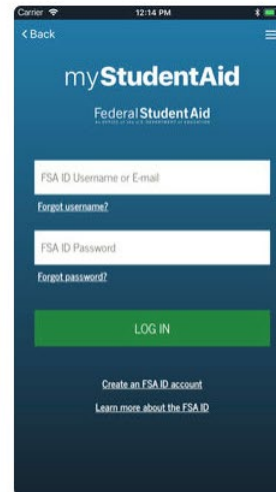 Carrier 12:14 PM
Back
myStudentAid
Federal Student Aid
FSA ID Username or E-mail
Forgot username?
FSA ID Password
Forgot password?
LOG IN
Create an FSA ID account
Learn more about the FSA ID